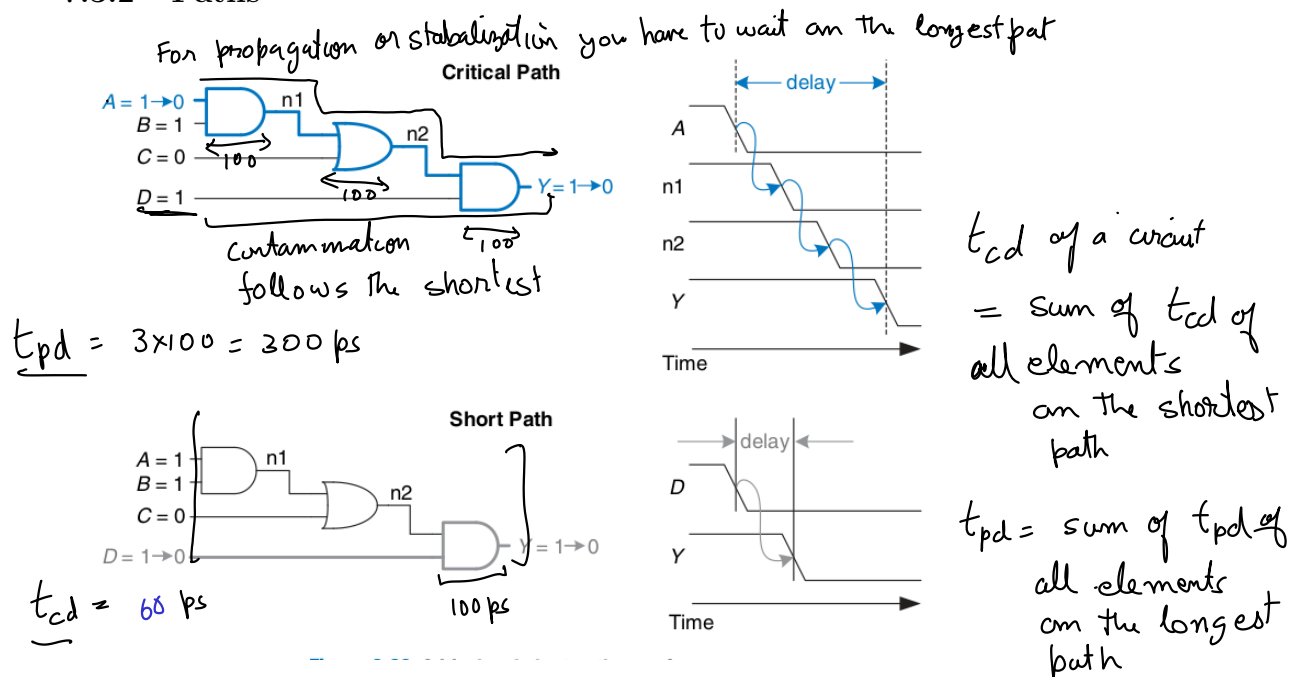 For propagation or stabalization you have to wait on the longest pat
Critical Path
A = 1→0
n1
B = 1
100
C = 0
n2
100
D = 1
Y = 1→0
100
contammation
follows the shortest
tpd = 3×100 = 300 ps
delay
A
n1
n2
Y
Time
tcd of a circuit
= sum of tcd of
all elements
on the shortest
path
Short Path
A = 1
n1
B = 1
n2
C = 0
D = 1→0
Y = 1→0
100 ps
tcd = 60 ps
delay
D
Y
Time
tpd = sum of tpd of
all elements
on the longest
path